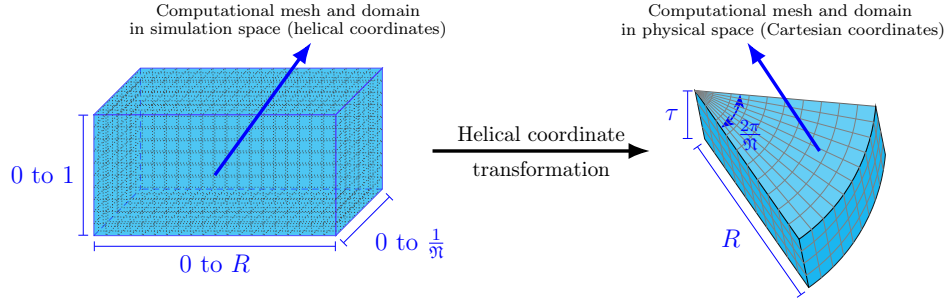 Computational mesh and domain
in simulation space (helical coordinates)
Computational mesh and domain
in physical space (Cartesian coordinates)
0 to 1
0 to R
0 to 1/𝔑
Helical coordinate
transformation
τ
2π/𝔑
R